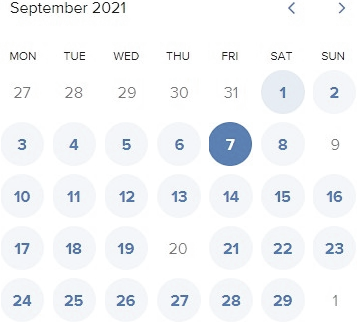 September 2021
MON TUE WED THU FRI SAT SUN
27 28 29 30 31 1 2
3 4 5 6 7 8 9
10 11 12 13 14 15 16
17 18 19 20 21 22 23
24 25 26 27 28 29 1